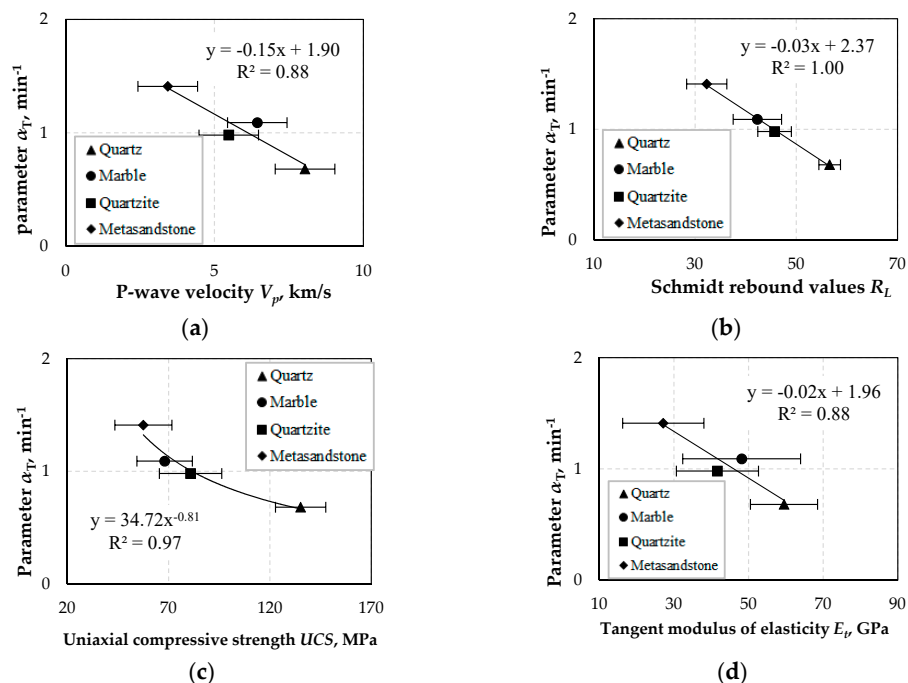 2
y = -0.15x + 1.90
R² = 0.88
parameter αT, min-1
1
Quartz
Marble
Quartzite
Metasandstone
0
0 5 10
P-wave velocity Vp, km/s
(a)
2
y = -0.03x + 2.37
R² = 1.00
Parameter αT, min-1
1
Quartz
Marble
Quartzite
Metasandstone
0
10 30 50 70
Schmidt rebound values RL
(b)
2
Quartz
Marble
Quartzite
Metasandstone
Parameter αT, min-1
1
y = 34.72x-0.81
R² = 0.97
0
20 70 120 170
Uniaxial compressive strength UCS, MPa
(c)
2
y = -0.02x + 1.96
R² = 0.88
Parameter αT, min-1
1
Quartz
Marble
Quartzite
Metasandstone
0
10 30 50 70 90
Tangent modulus of elasticity Et, GPa
(d)